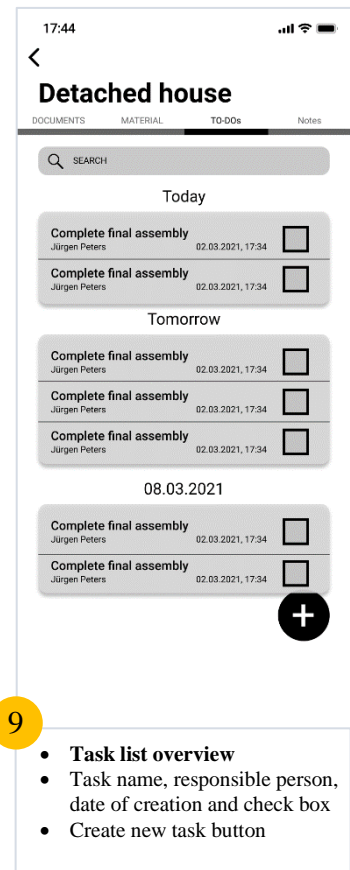 17:44
Detached house
DOCUMENTS MATERIAL TO-DOs Notes
SEARCH
Today
Complete final assembly
Jürgen Peters 02.03.2021, 17:34
Complete final assembly
Jürgen Peters 02.03.2021, 17:34
Tomorrow
Complete final assembly
Jürgen Peters 02.03.2021, 17:34
Complete final assembly
Jürgen Peters 02.03.2021, 17:34
Complete final assembly
Jürgen Peters 02.03.2021, 17:34
08.03.2021
Complete final assembly
Jürgen Peters 02.03.2021, 17:34
Complete final assembly
Jürgen Peters 02.03.2021, 17:34
+
9
• Task list overview
• Task name, responsible person,
date of creation and check box
• Create new task button